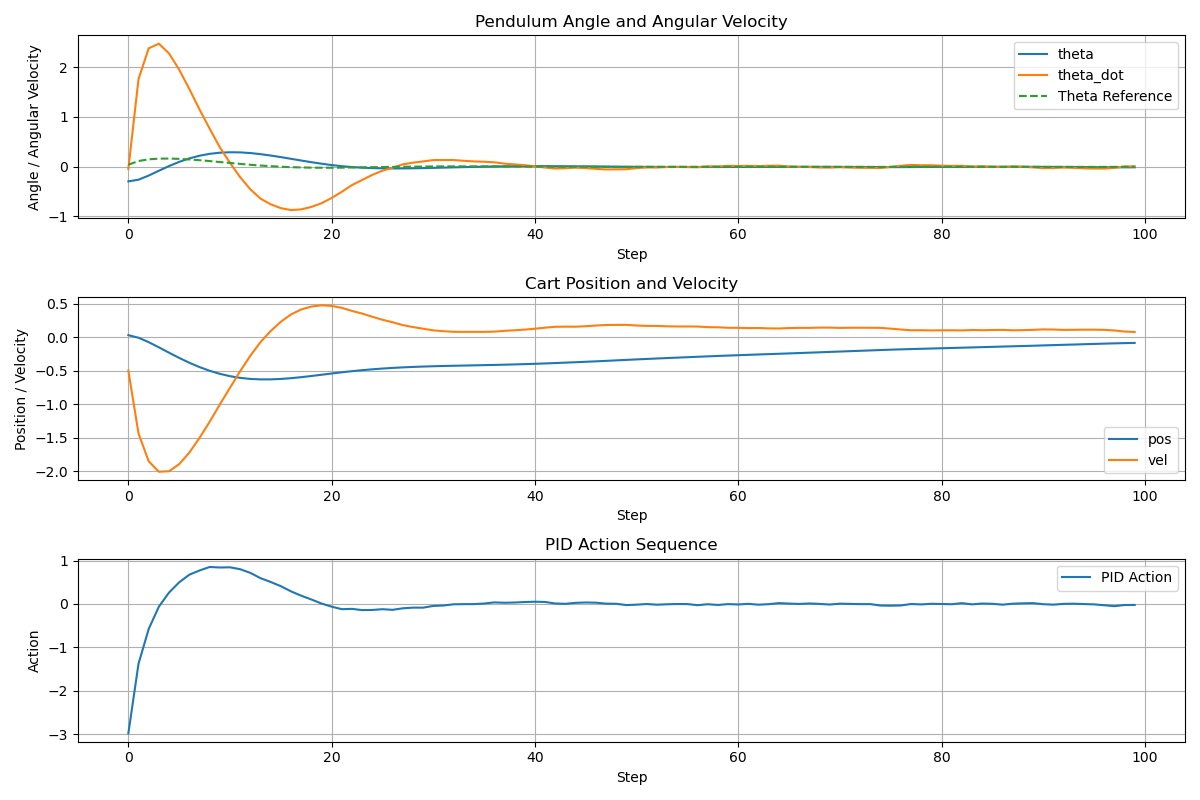 Pendulum Angle and Angular Velocity
Angle / Angular Velocity
2
1
0
−1
theta
theta_dot
Theta Reference
0 20 40 60 80 100
Step
Cart Position and Velocity
Position / Velocity
0.5
0.0
−0.5
−1.0
−1.5
−2.0
pos
vel
0 20 40 60 80 100
Step
PID Action Sequence
Action
1
0
−1
−2
−3
PID Action
0 20 40 60 80 100
Step